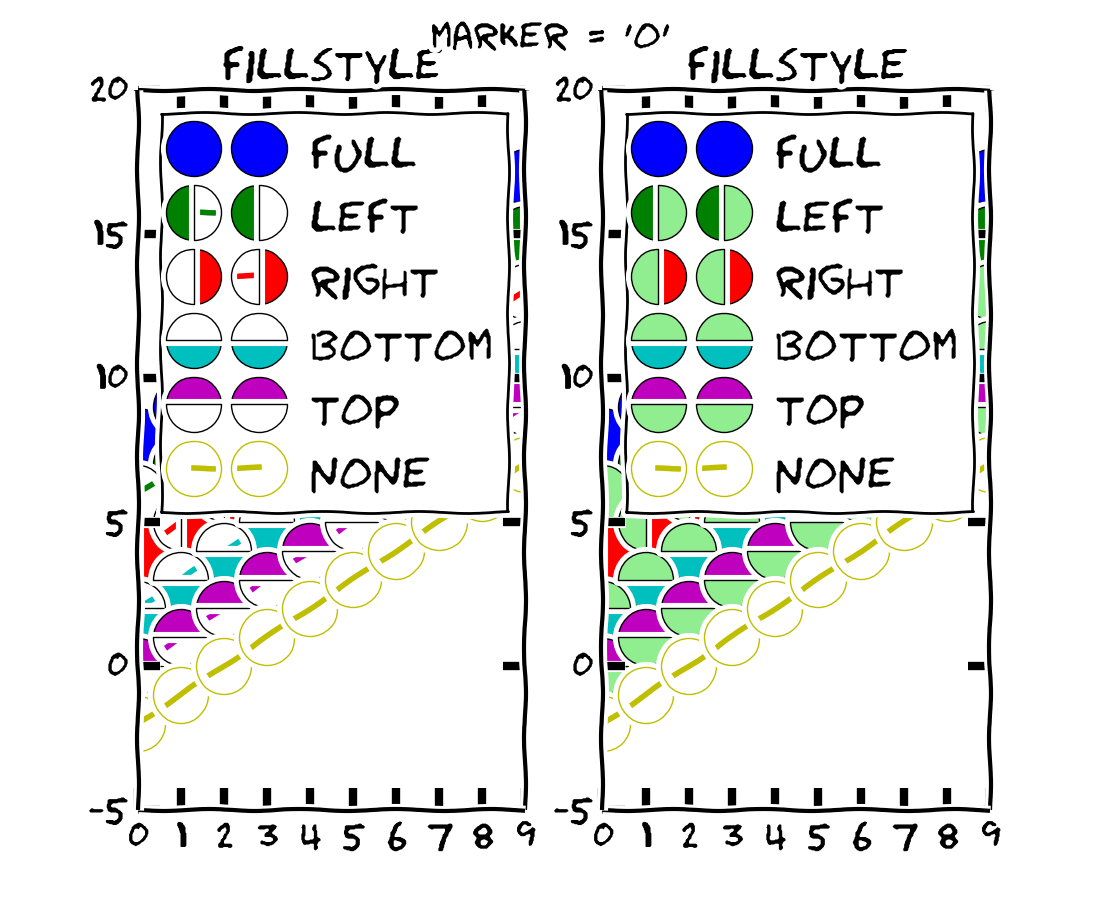 MARKER = 'O'
FILLSTYLE
FILLSTYLE
20
15
10
5
0
-5
FULL
LEFT
RIGHT
BOTTOM
TOP
NONE
0 1 2 3 4 5 6 7 8 9
20
15
10
5
0
-5
FULL
LEFT
RIGHT
BOTTOM
TOP
NONE
0 1 2 3 4 5 6 7 8 9